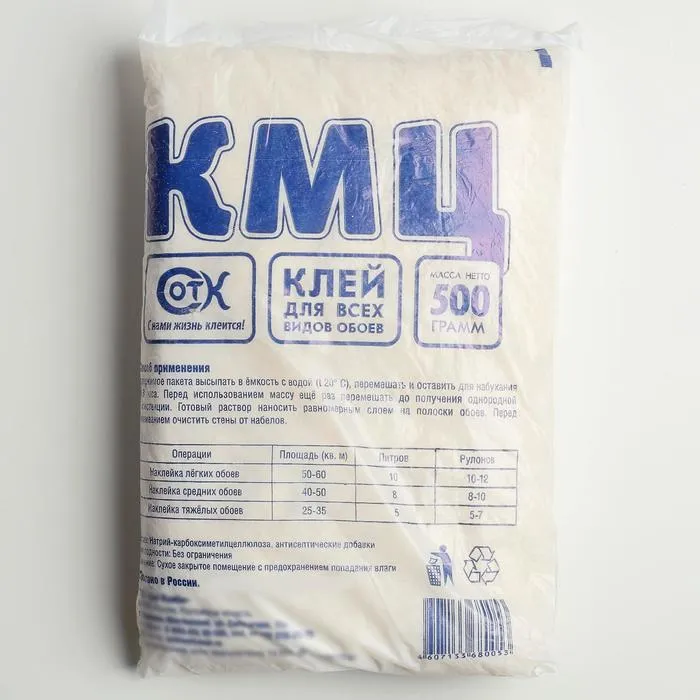 КМЦ
СОТК
С нами жизнь клеится!
КЛЕЙ
ДЛЯ ВСЕХ
ВИДОВ ОБОЕВ
МАССА НЕТТО
500
ГРАММ
применения
пакета высыпать в ёмкость с водой (t 20° С), перемешать и оставить для набухания
Перед использованием массу ещё раз перемешать до получения однородной
Готовый раствор наносить равномерным слоем на полоски обоев. Перед
очистить стены от набелов.
Операции Площадь (кв. м) Литров Рулонов
Наклейка лёгких обоев 50-60 10 10-12
Наклейка средних обоев 40-50 8 8-10
Наклейка тяжёлых обоев 25-35 5 5-7
Натрий-карбоксиметилцеллюлоза, антисептические добавки
Без ограничения
Сухое закрытое помещение с предохранением попадания влаги
в России.
4607133680053